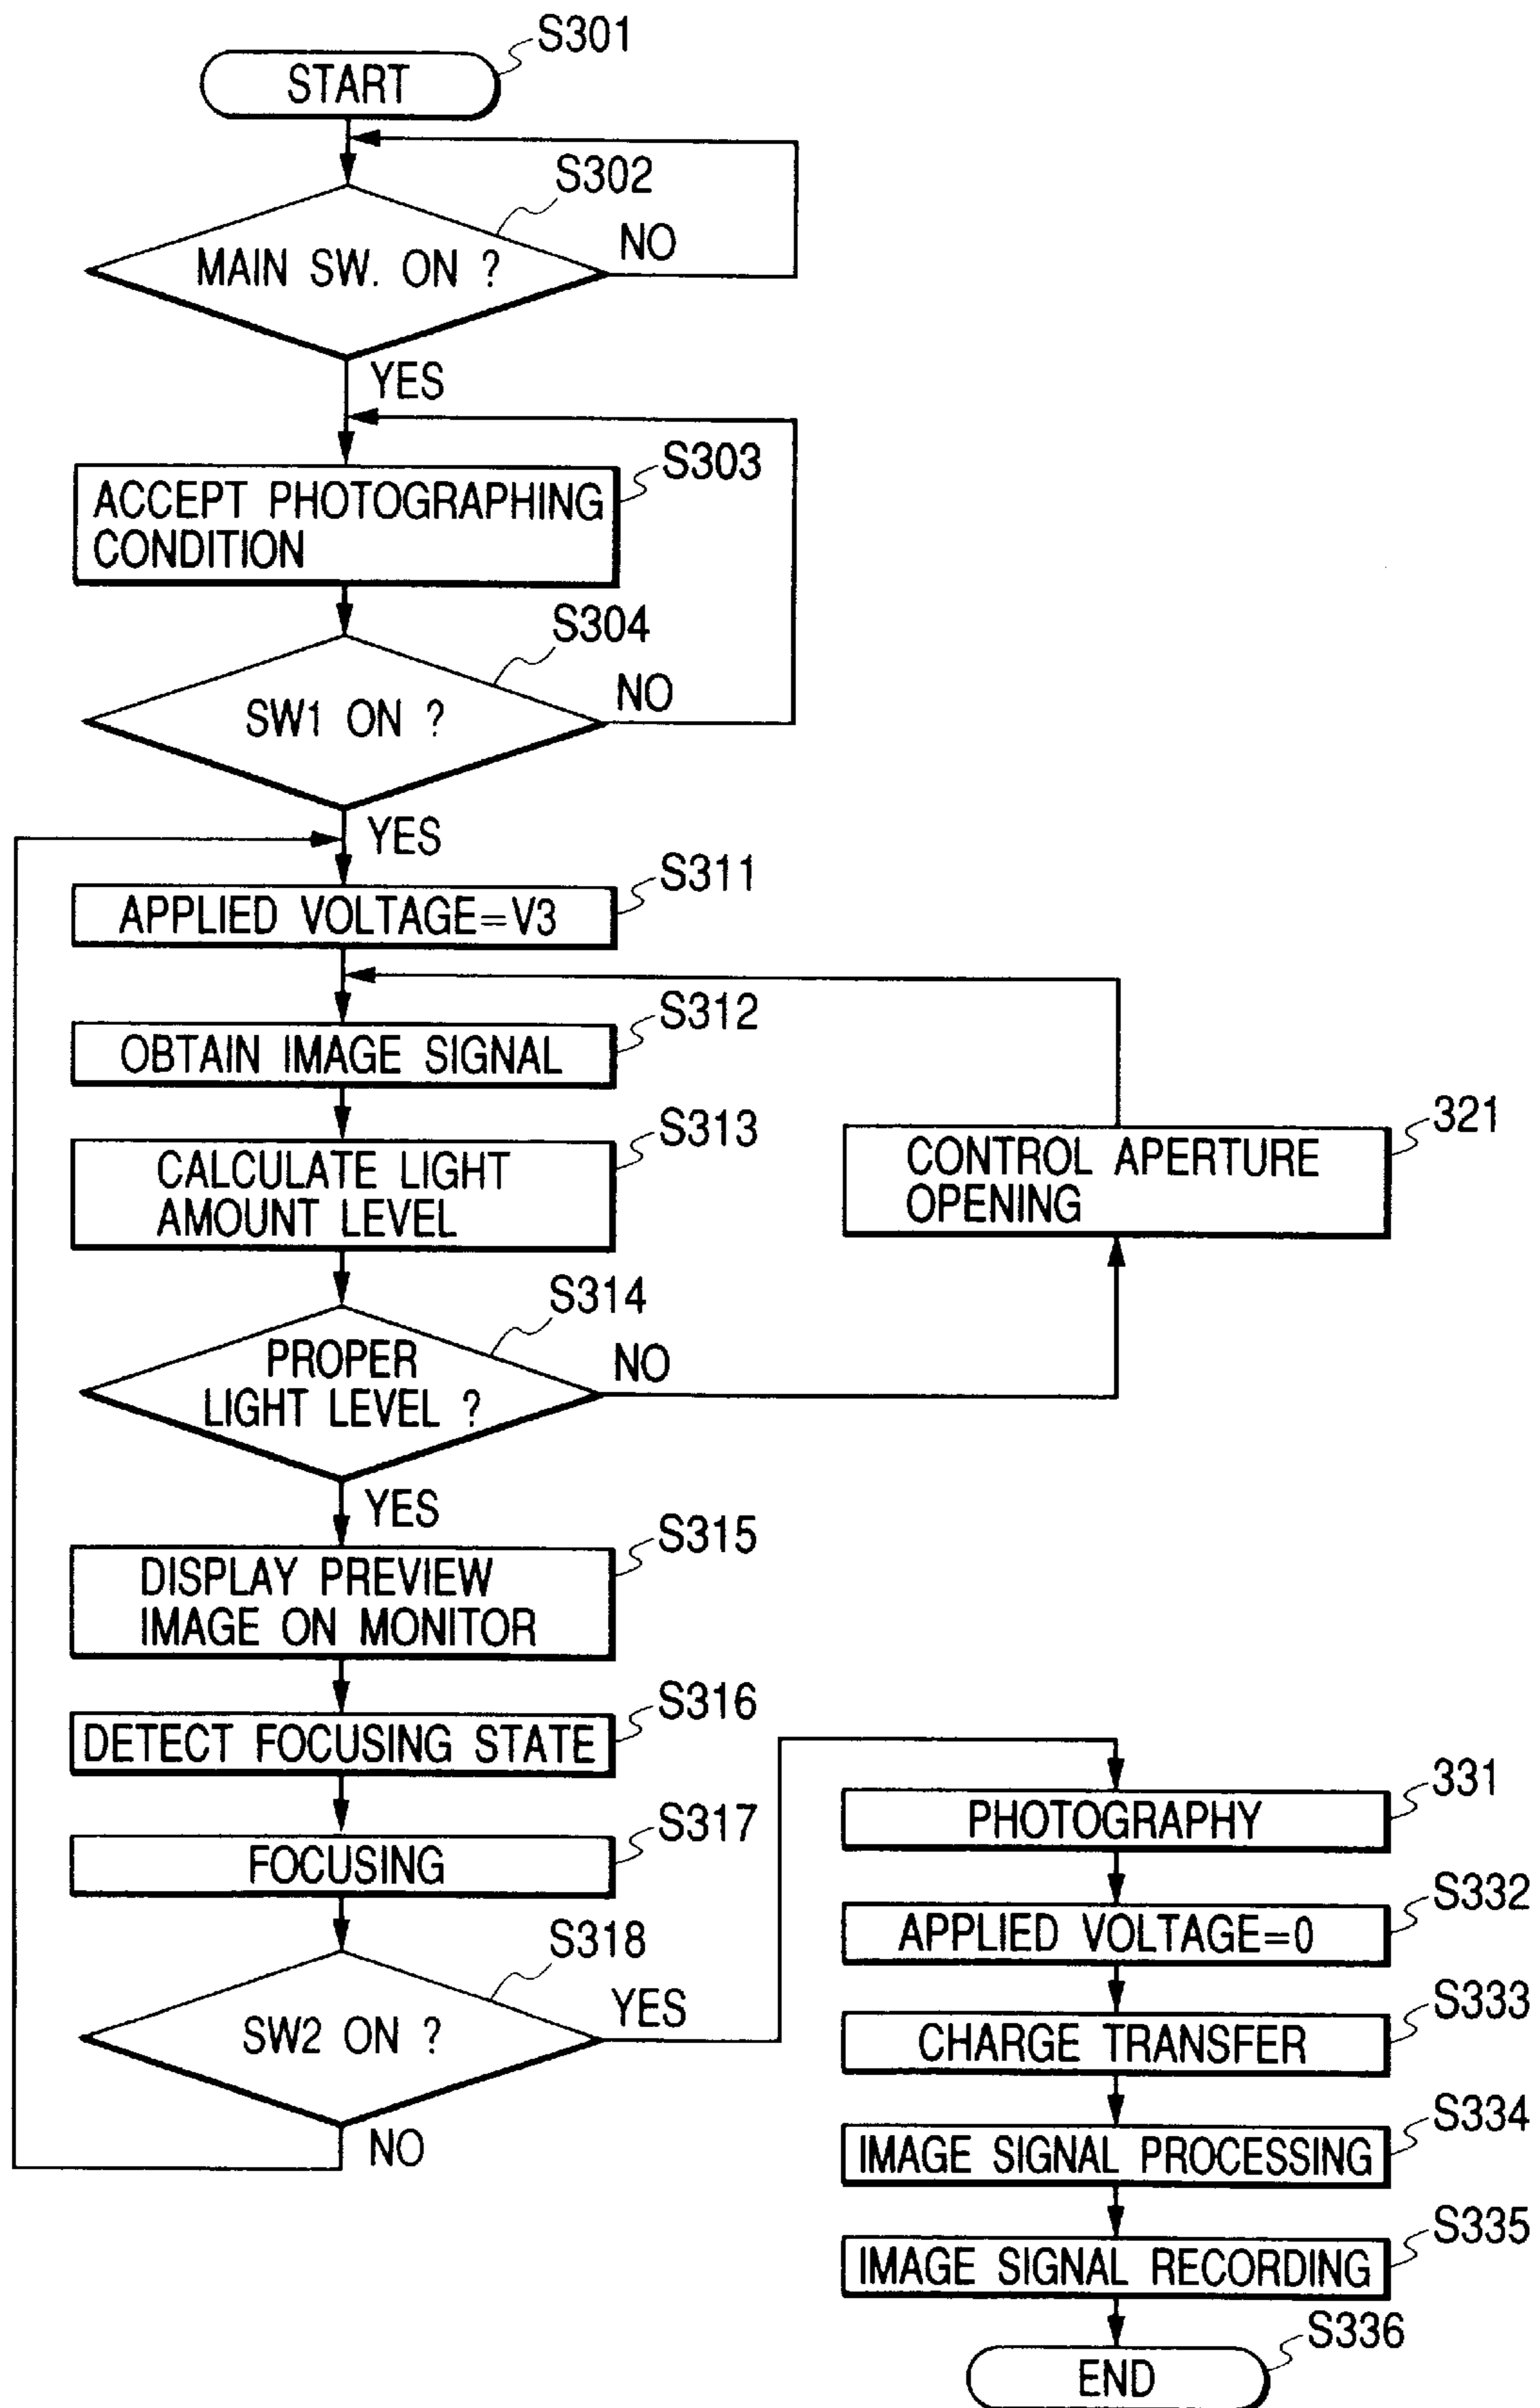 S301
START
S302
MAIN SW. ON ?
NO
YES
S303
ACCEPT PHOTOGRAPHING
CONDITION
S304
SW1 ON ?
NO
YES
S311
APPLIED VOLTAGE=V3
S312
OBTAIN IMAGE SIGNAL
S313
CALCULATE LIGHT
AMOUNT LEVEL
321
CONTROL APERTURE
OPENING
S314
PROPER
LIGHT LEVEL ?
NO
YES
S315
DISPLAY PREVIEW
IMAGE ON MONITOR
S316
DETECT FOCUSING STATE
S317
FOCUSING
S318
SW2 ON ?
YES
NO
331
PHOTOGRAPHY
S332
APPLIED VOLTAGE=0
S333
CHARGE TRANSFER
S334
IMAGE SIGNAL PROCESSING
S335
IMAGE SIGNAL RECORDING
S336
END